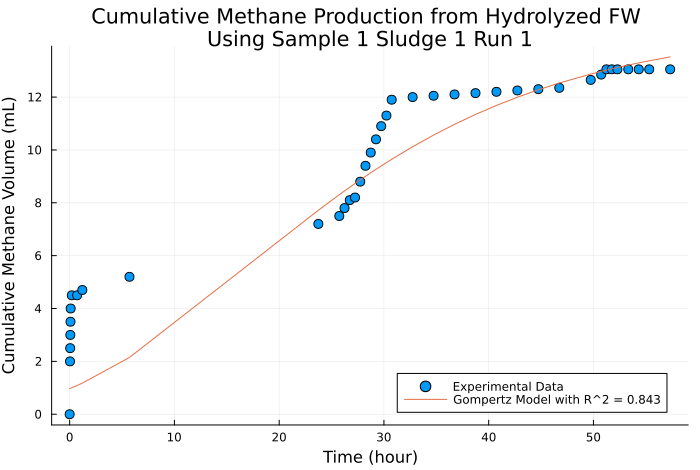 Cumulative Methane Production from Hydrolyzed FW
Using Sample 1 Sludge 1 Run 1
Cumulative Methane Volume (mL)
12
10
8
6
4
2
0
0 10 20 30 40 50
Time (hour)
Experimental Data
Gompertz Model with R^2 = 0.843